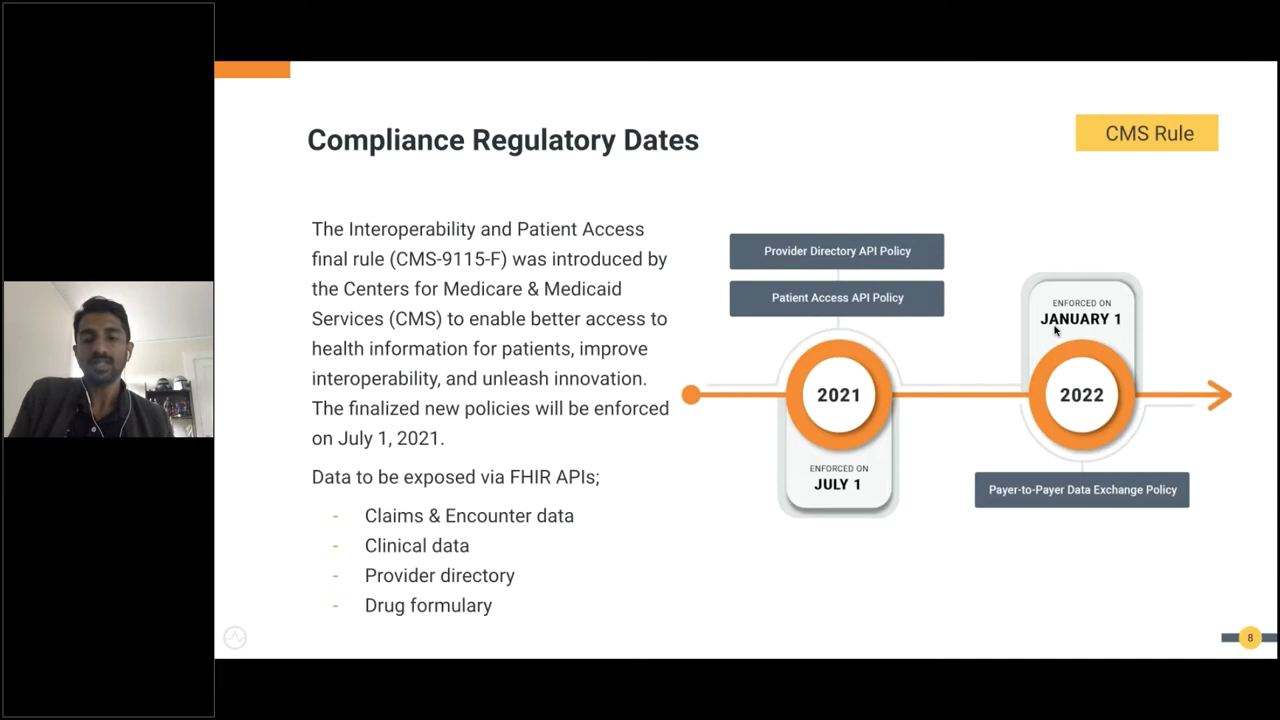 Compliance Regulatory Dates
CMS Rule
The Interoperability and Patient Access
final rule (CMS-9115-F) was introduced by
the Centers for Medicare & Medicaid
Services (CMS) to enable better access to
health information for patients, improve
interoperability, and unleash innovation.
The finalized new policies will be enforced
on July 1, 2021.
Data to be exposed via FHIR APIs;
- Claims & Encounter data
- Clinical data
- Provider directory
- Drug formulary
Provider Directory API Policy
Patient Access API Policy
2021
ENFORCED ON
JULY 1
ENFORCED ON
JANUARY 1
2022
Payer-to-Payer Data Exchange Policy
8